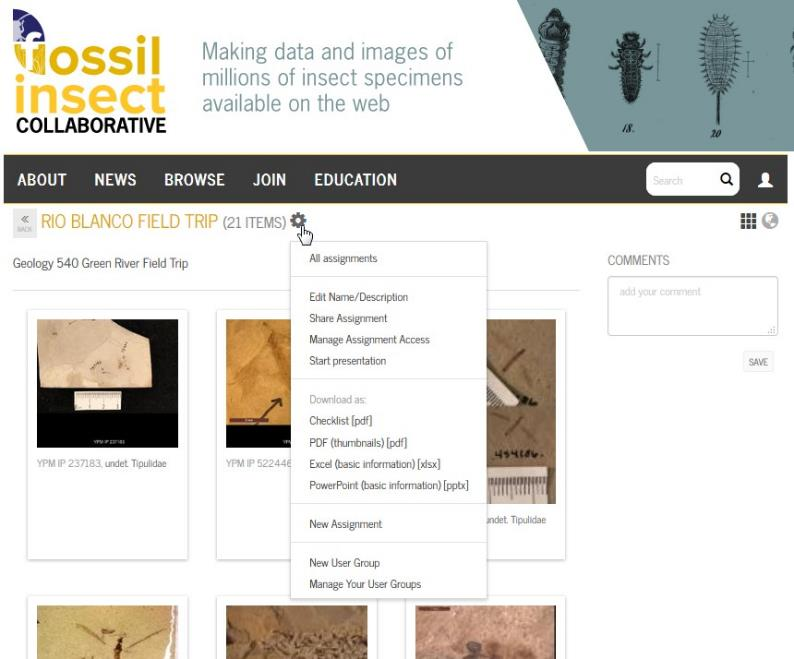 fossil
insect
COLLABORATIVE
Making data and images of
millions of insect specimens
available on the web
18.
20
ABOUT NEWS BROWSE JOIN EDUCATION
Search
«
BACK
RIO BLANCO FIELD TRIP (21 ITEMS)
Geology 540 Green River Field Trip
All assignments
Edit Name/Description
Share Assignment
Manage Assignment Access
Start presentation
Download as:
Checklist [pdf]
PDF (thumbnails) [pdf]
Excel (basic information) [xlsx]
PowerPoint (basic information) [pptx]
New Assignment
New User Group
Manage Your User Groups
COMMENTS
add your comment
SAVE
YPM IP 237183
YPM IP 237183, undet. Tipulidae
YPM IP 522446
undet. Tipulidae